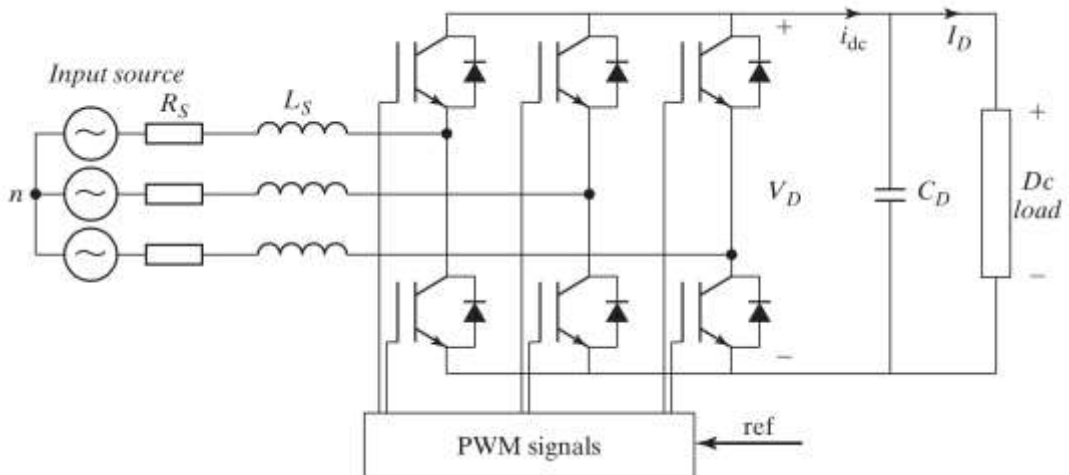 Input source
R_S
L_S
n
+
i_dc
I_D
V_D
C_D
+
Dc
load
−
−
PWM signals
ref